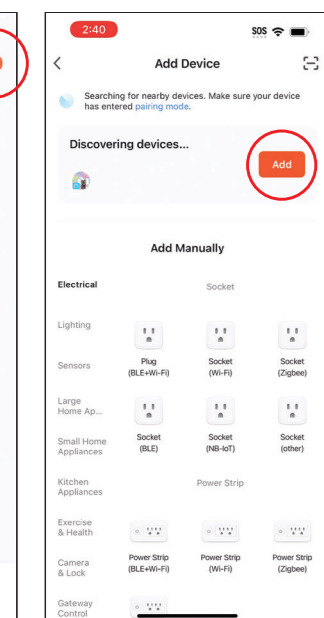 2:40
SOS
Add Device
Searching for nearby devices. Make sure your device
has entered pairing mode.
Discovering devices...
Add
Add Manually
Electrical
Socket
Lighting
Sensors
Plug
(BLE+Wi-Fi)
Socket
(Wi-Fi)
Socket
(Zigbee)
Large
Home Ap...
Small Home
Appliances
Socket
(BLE)
Socket
(NB-IoT)
Socket
(other)
Kitchen
Appliances
Power Strip
Exercise
& Health
Camera
& Lock
Power Strip
(BLE+Wi-Fi)
Power Strip
(Wi-Fi)
Power Strip
(Zigbee)
Gateway
Control